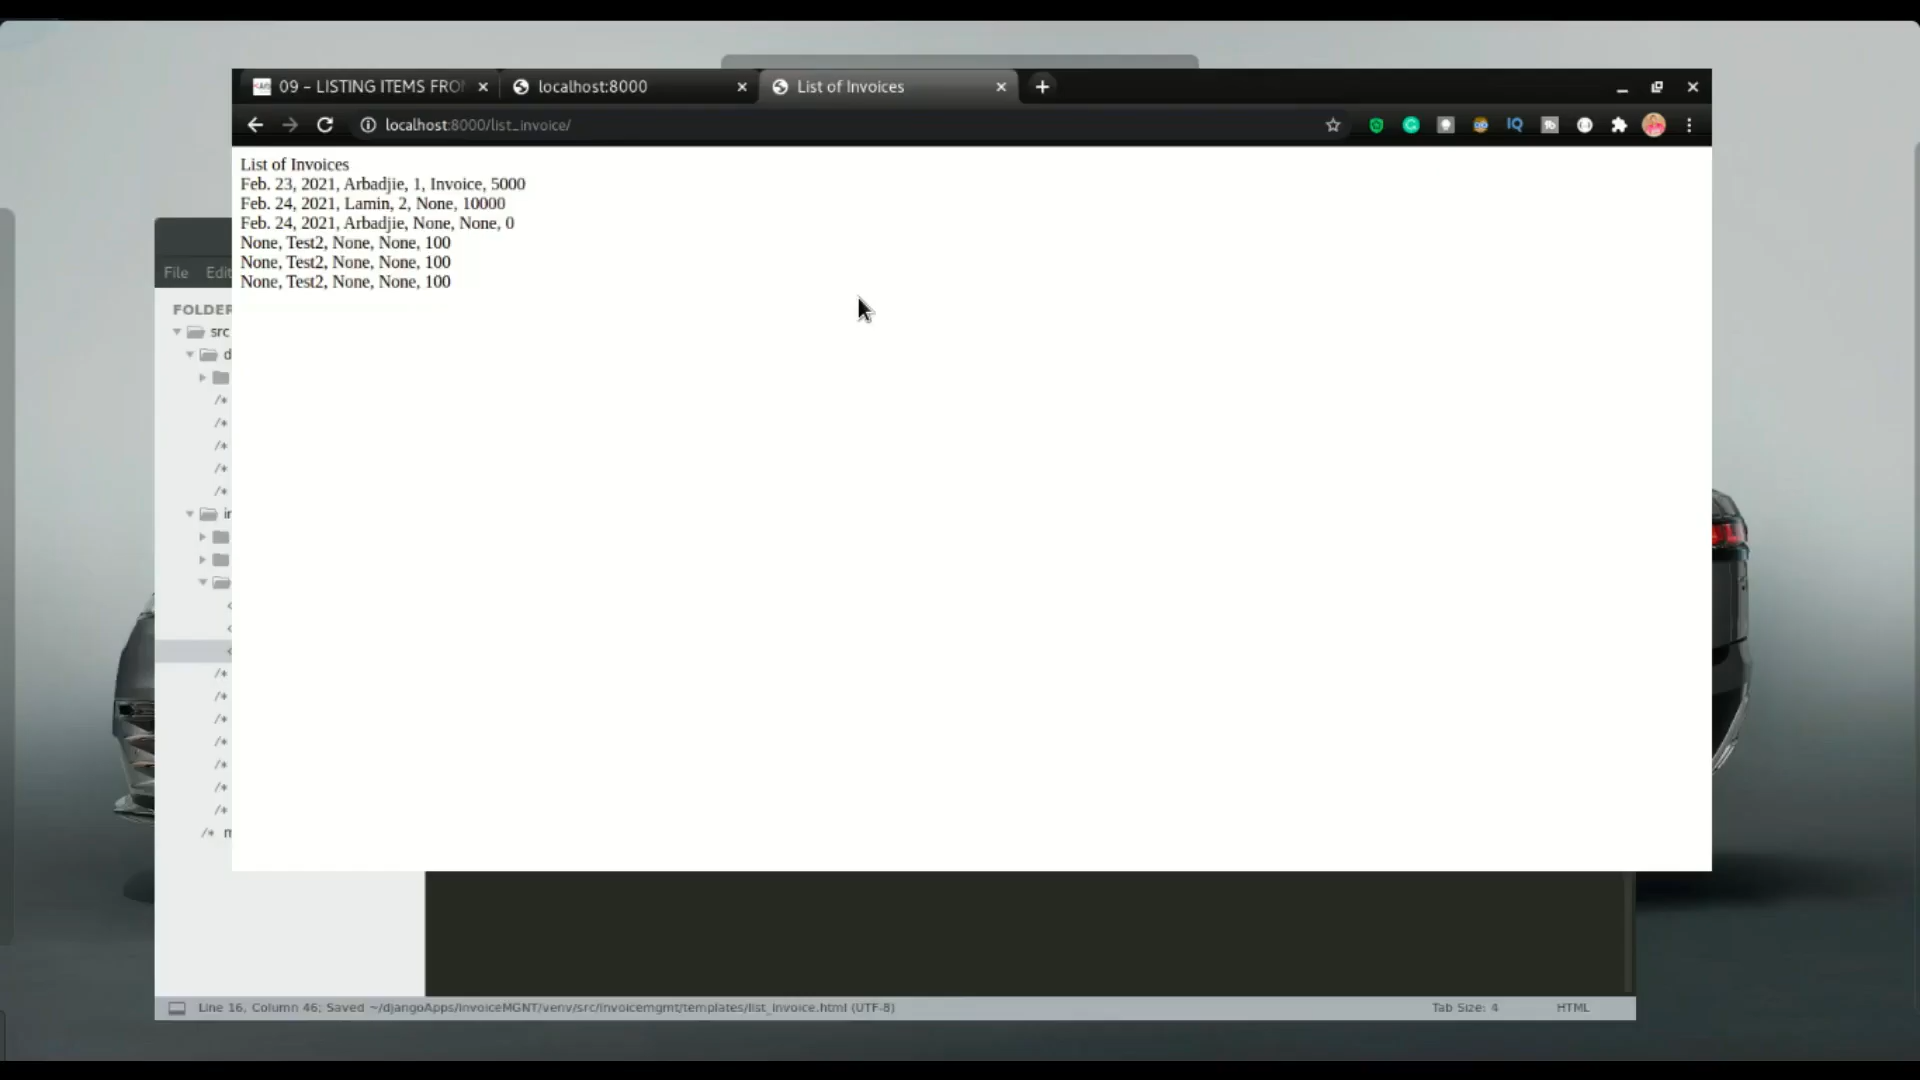 09 – LISTING ITEMS FRO
localhost:8000
List of Invoices
localhost:8000/list_invoice/
IQ
List of Invoices
Feb. 23, 2021, Arbadjie, 1, Invoice, 5000
Feb. 24, 2021, Lamin, 2, None, 10000
Feb. 24, 2021, Arbadjie, None, None, 0
None, Test2, None, None, 100
None, Test2, None, None, 100
None, Test2, None, None, 100
File Edit
FOLDER
src
d
/*
/*
/*
/*
/*
/*
/*
/*
/*
/*
/*
/*
/* m
Line 16, Column 46; Saved ~/djangoApps/InvoiceMGNT/venv/src/invoicemgmt/templates/list_invoice.html (UTF-8)
Tab Size: 4
HTML